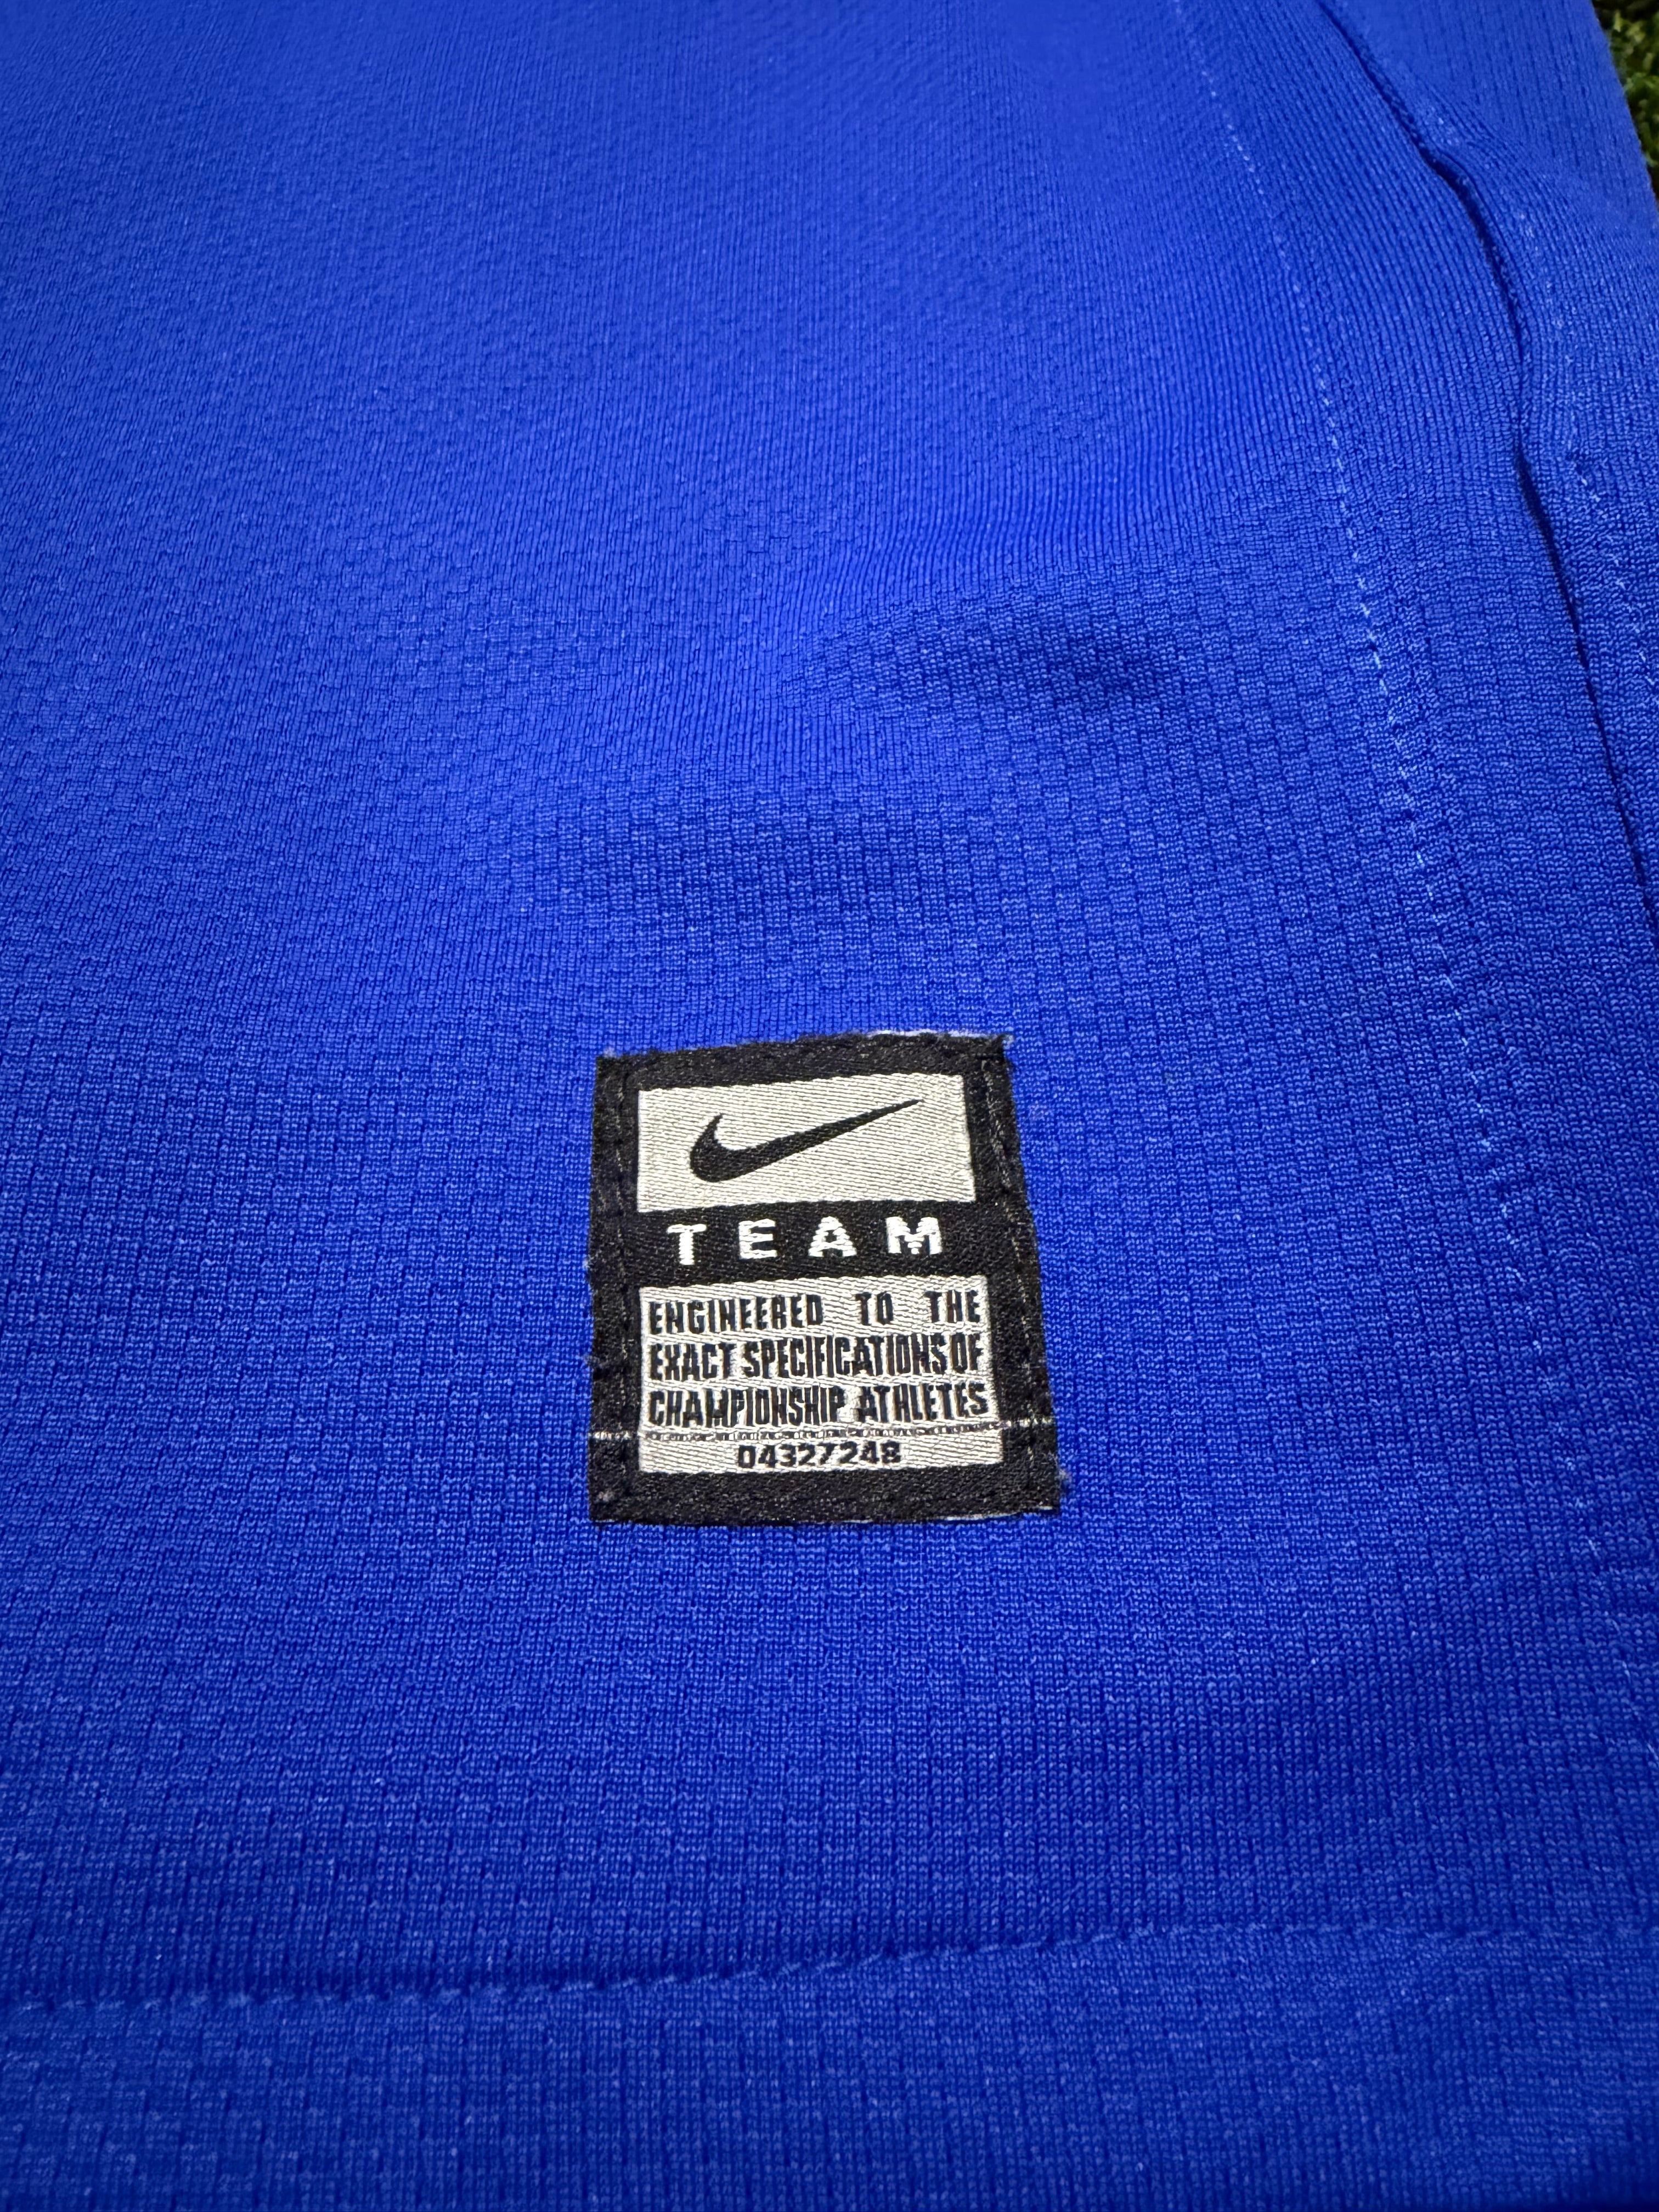 TEAM
ENGINEERED TO THE
EXACT SPECIFICATIONS OF
CHAMPIONSHIP ATHLETES
04327248